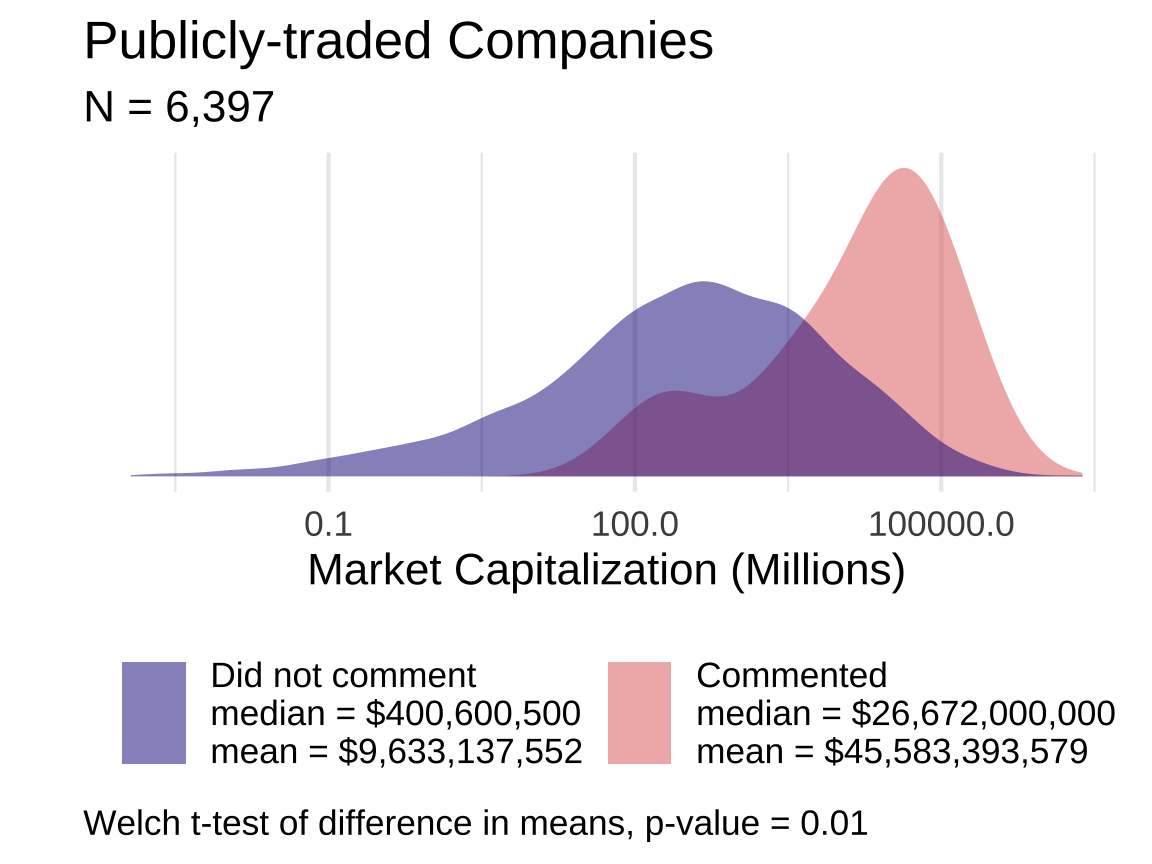 Publicly-traded Companies
N = 6,397
0.1 100.0 100000.0
Market Capitalization (Millions)
Did not comment
median = $400,600,500
mean = $9,633,137,552
Commented
median = $26,672,000,000
mean = $45,583,393,579
Welch t-test of difference in means, p-value = 0.01